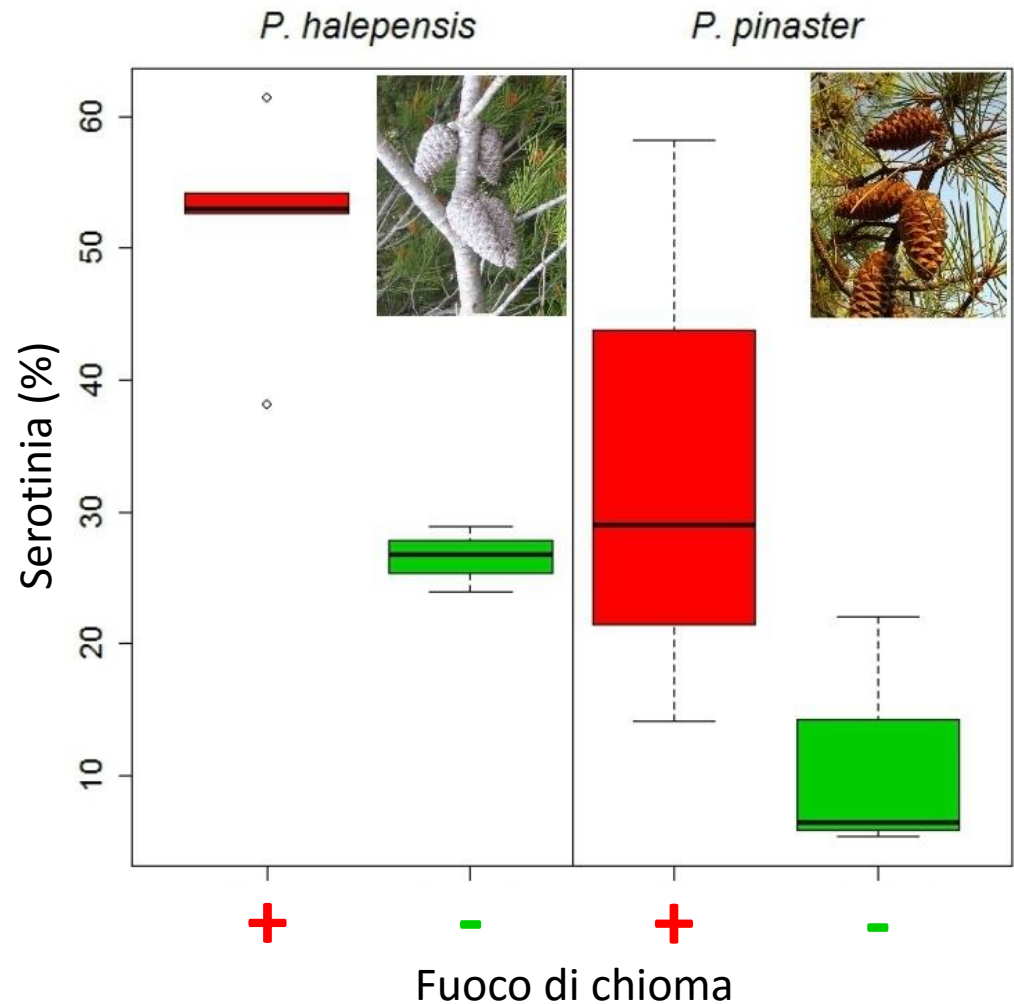 P. halepensis P. pinaster
Serotinia (%)
60
50
40
30
20
10
+ - + -
Fuoco di chioma